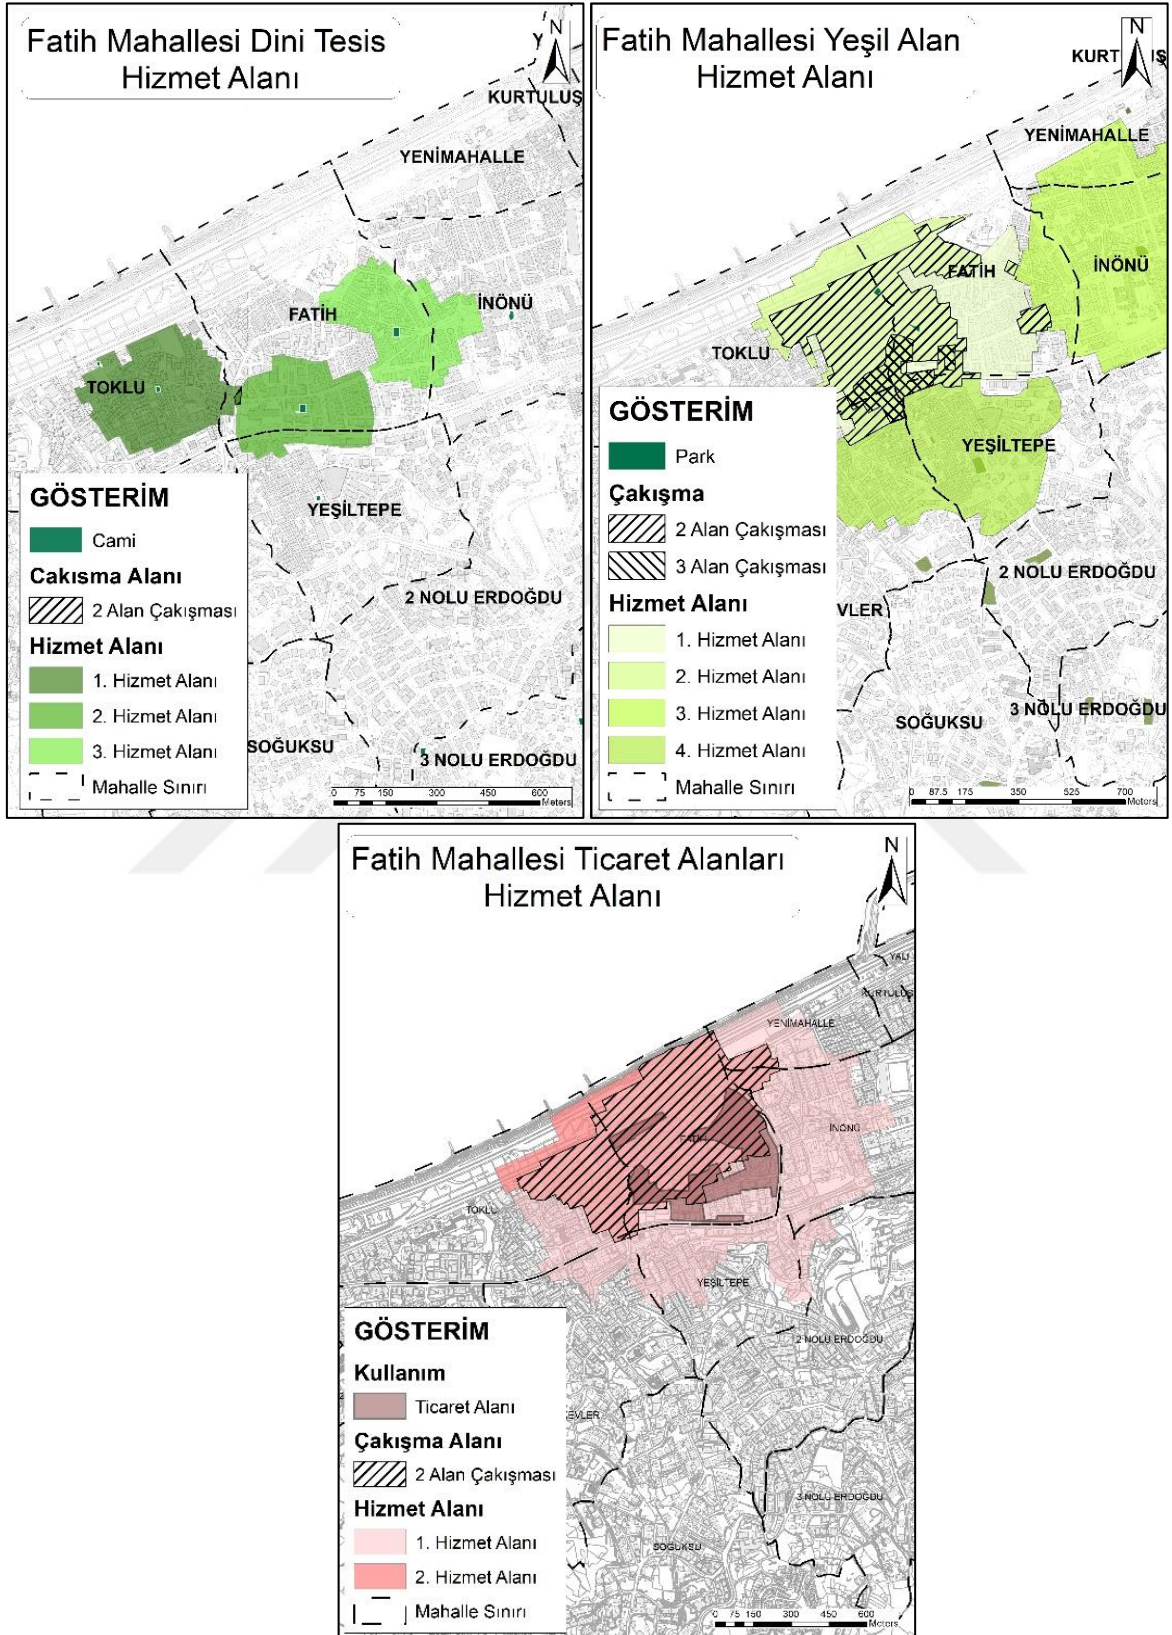 Fatih Mahallesi Dini Tesis
Hizmet Alanı
N
KURTULUŞ
YENİMAHALLE
FATİH
İNÖNÜ
TOKLU
YEŞİLTEPE
2 NOLU ERDOĞDU
SOĞUKSU
3 NOLU ERDOĞDU
GÖSTERİM
Cami
Cakısma Alanı
2 Alan Çakışması
Hizmet Alanı
1. Hizmet Alanı
2. Hizmet Alanı
3. Hizmet Alanı
Mahalle Sınırı
0 75 150 300 450 600
Meters
Fatih Mahallesi Yeşil Alan
Hizmet Alanı
N
YENİMAHALLE
FATİH
İNÖNÜ
TOKLU
YEŞİLTEPE
2 NOLU ERDOĞDU
VLER
SOĞUKSU
3 NOLU ERDOĞDU
GÖSTERİM
Park
Çakışma
2 Alan Çakışması
3 Alan Çakışması
Hizmet Alanı
1. Hizmet Alanı
2. Hizmet Alanı
3. Hizmet Alanı
4. Hizmet Alanı
Mahalle Sınırı
0 87.5 175 350 525 700
Meters
Fatih Mahallesi Ticaret Alanları
Hizmet Alanı
N
YALI
KURTULUŞ
YENİMAHALLE
İNÖNÜ
FATİH
TOKLU
YEŞİLTEPE
2 NOLU ERDOĞDU
EVLER
3 NOLU ERDOĞDU
SOĞUKSU
GÖSTERİM
Kullanım
Ticaret Alanı
Çakışma Alanı
2 Alan Çakışması
Hizmet Alanı
1. Hizmet Alanı
2. Hizmet Alanı
Mahalle Sınırı
0 75 150 300 450 600
Meters